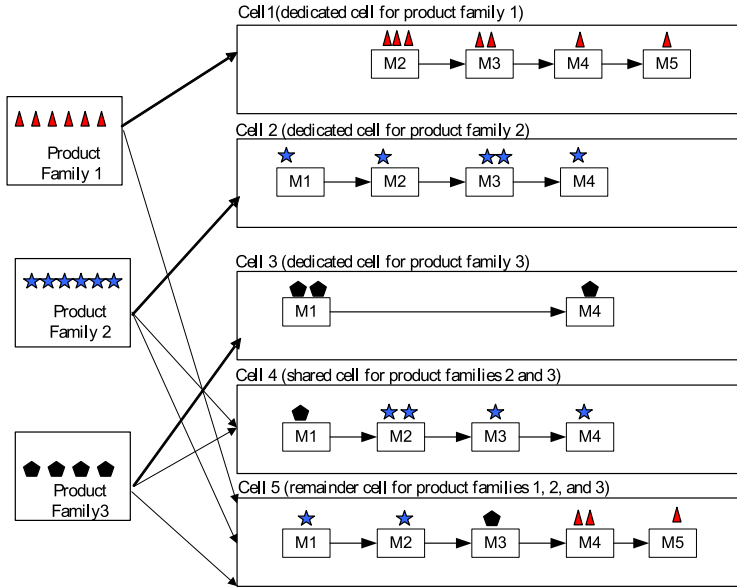 Cell 1(dedicated cell for product family 1)
M2 M3 M4 M5
Product
Family 1
Cell 2 (dedicated cell for product family 2)
M1 M2 M3 M4
Product
Family 2
Cell 3 (dedicated cell for product family 3)
M1 M4
Cell 4 (shared cell for product families 2 and 3)
M1 M2 M3 M4
Product
Family3
Cell 5 (remainder cell for product families 1, 2, and 3)
M1 M2 M3 M4 M5